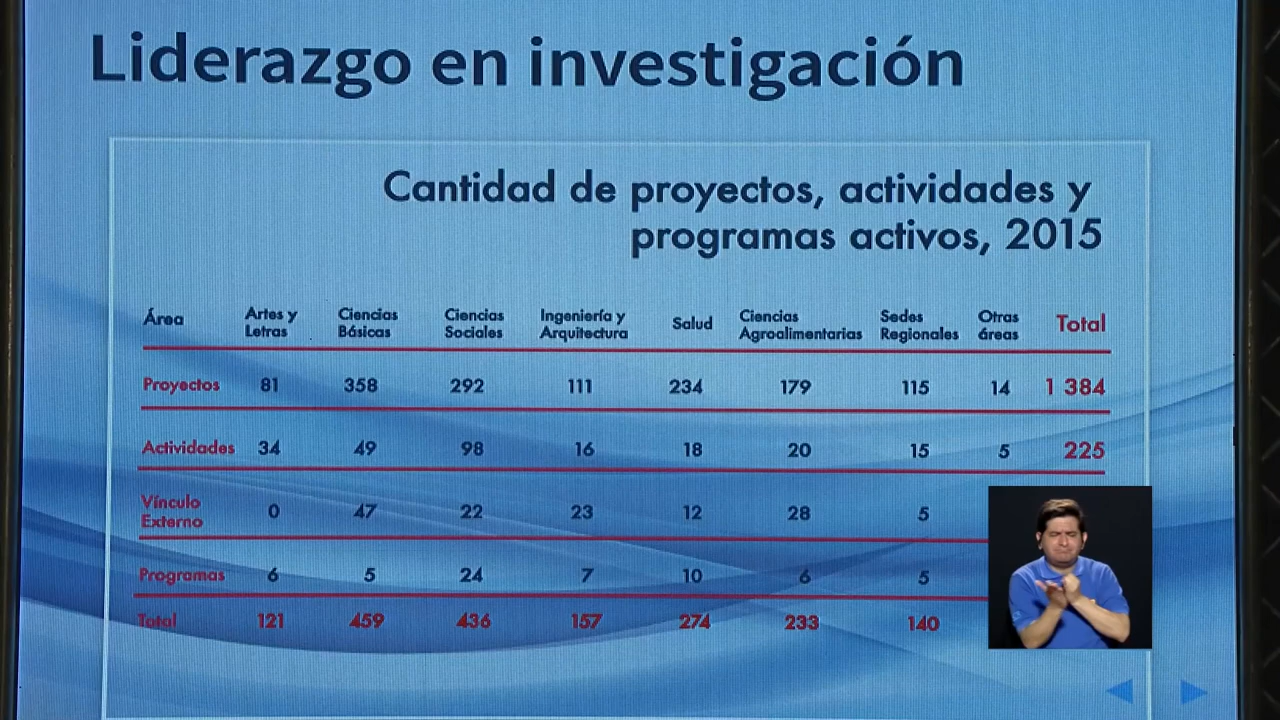 Liderazgo en investigación
Cantidad de proyectos, actividades y
programas activos, 2015
Área Artes y Letras Ciencias Básicas Ciencias Sociales Ingeniería y Arquitectura Salud Ciencias Agroalimentarias Sedes Regionales Otras áreas Total
Proyectos 81 358 292 111 234 179 115 14 1 384
Actividades 34 49 98 16 18 20 15 5 225
Vínculo Externo 0 47 22 23 12 28 5
Programas 6 5 24 7 10 6 5
Total 121 459 436 157 274 233 140